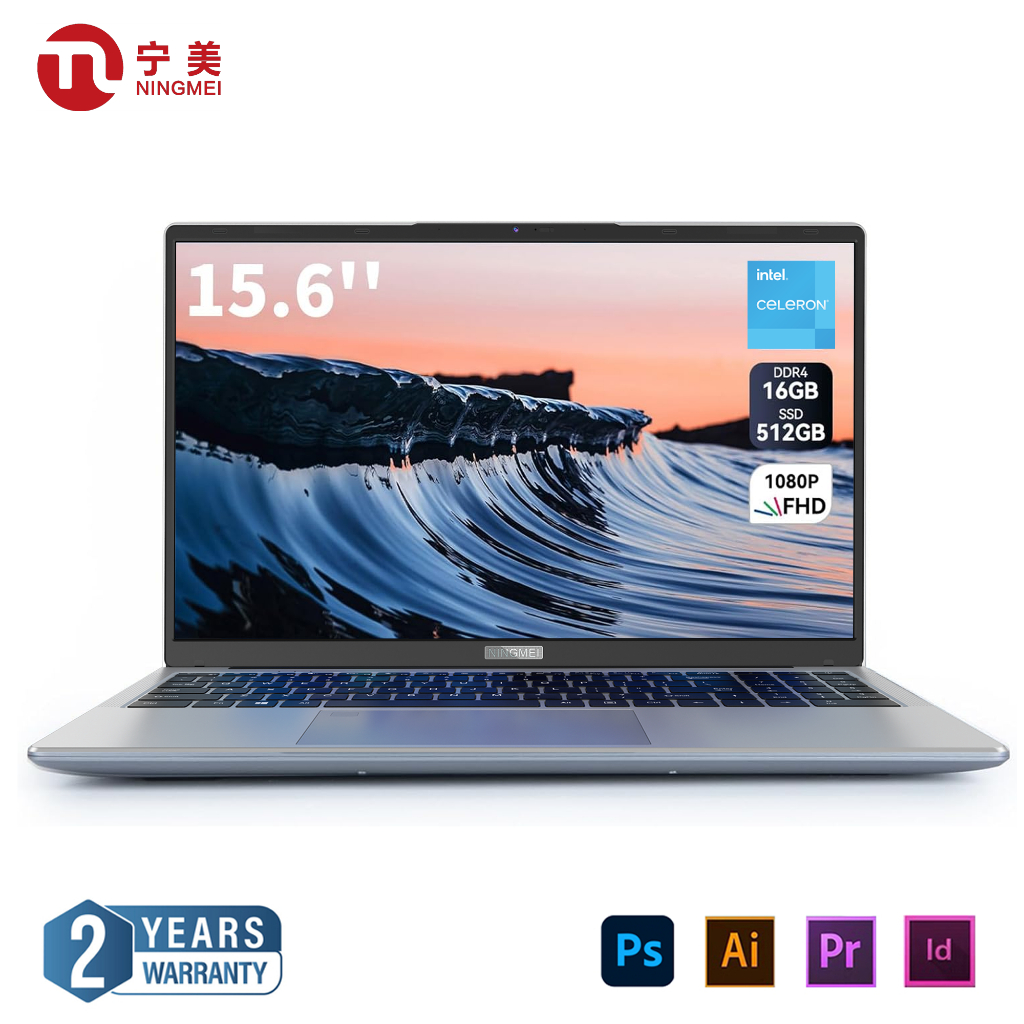 宁美
NINGMEI
15.6''
intel.
CELERON
DDR4
16GB
SSD
512GB
1080P
FHD
NINGMEI
2 YEARS
WARRANTY
Ps
Ai
Pr
Id